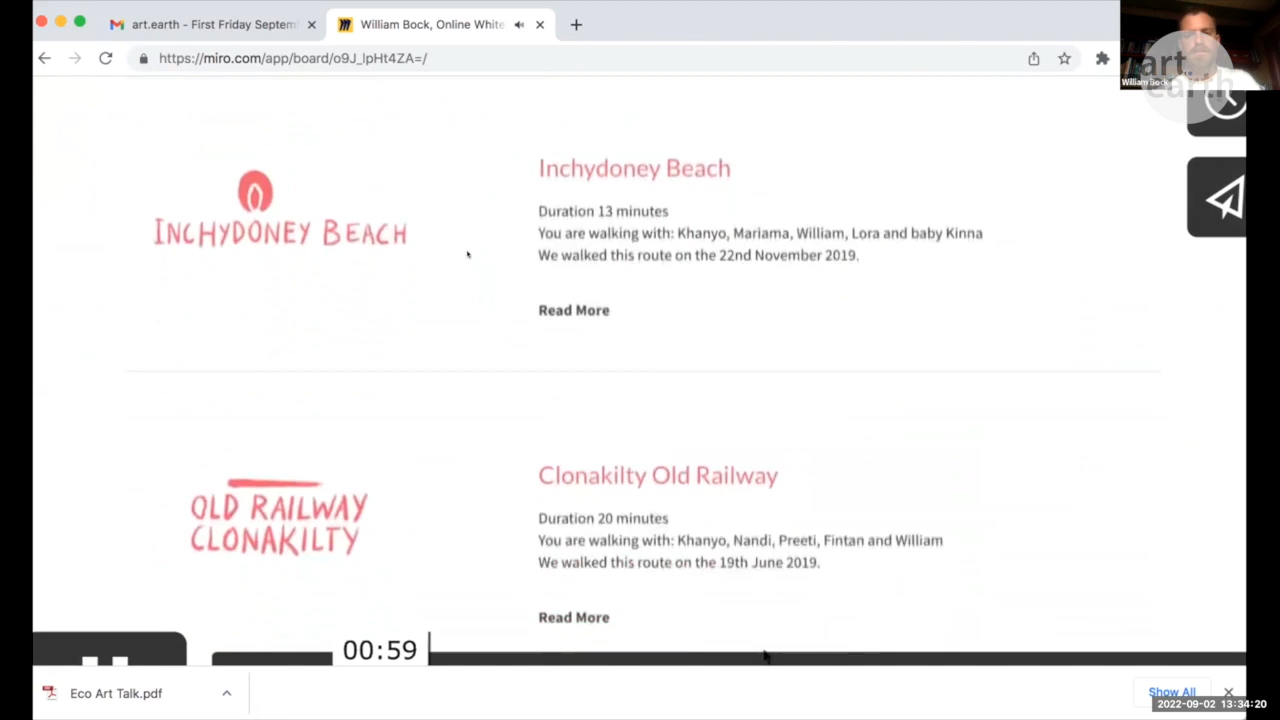 art.earth - First Friday Septem
William Bock, Online White
https://miro.com/app/board/o9J_lpHt4ZA=/
art.
earth
William Bock
INCHYDONEY BEACH
Inchydoney Beach
Duration 13 minutes
You are walking with: Khanyo, Mariama, William, Lora and baby Kinna
We walked this route on the 22nd November 2019.
Read More
OLD RAILWAY
CLONAKILTY
Clonakilty Old Railway
Duration 20 minutes
You are walking with: Khanyo, Nandi, Preeti, Fintan and William
We walked this route on the 19th June 2019.
Read More
00:59
Eco Art Talk.pdf
Show All
2022-09-02 13:34:20